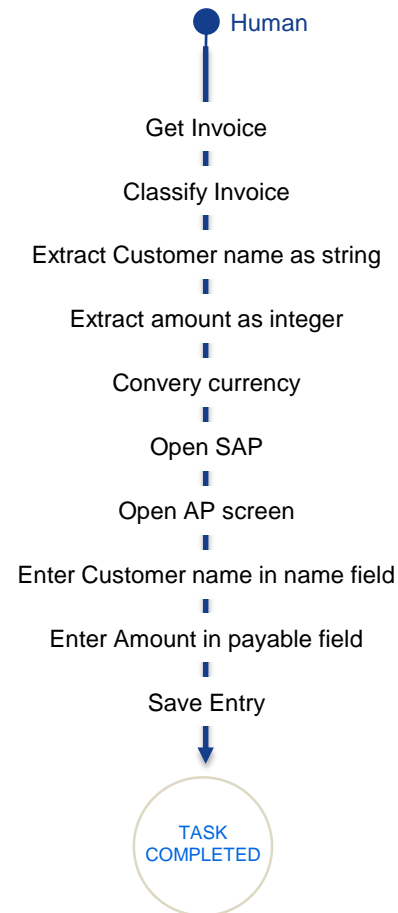 Human
Get Invoice
Classify Invoice
Extract Customer name as string
Extract amount as integer
Convery currency
Open SAP
Open AP screen
Enter Customer name in name field
Enter Amount in payable field
Save Entry
TASK
COMPLETED